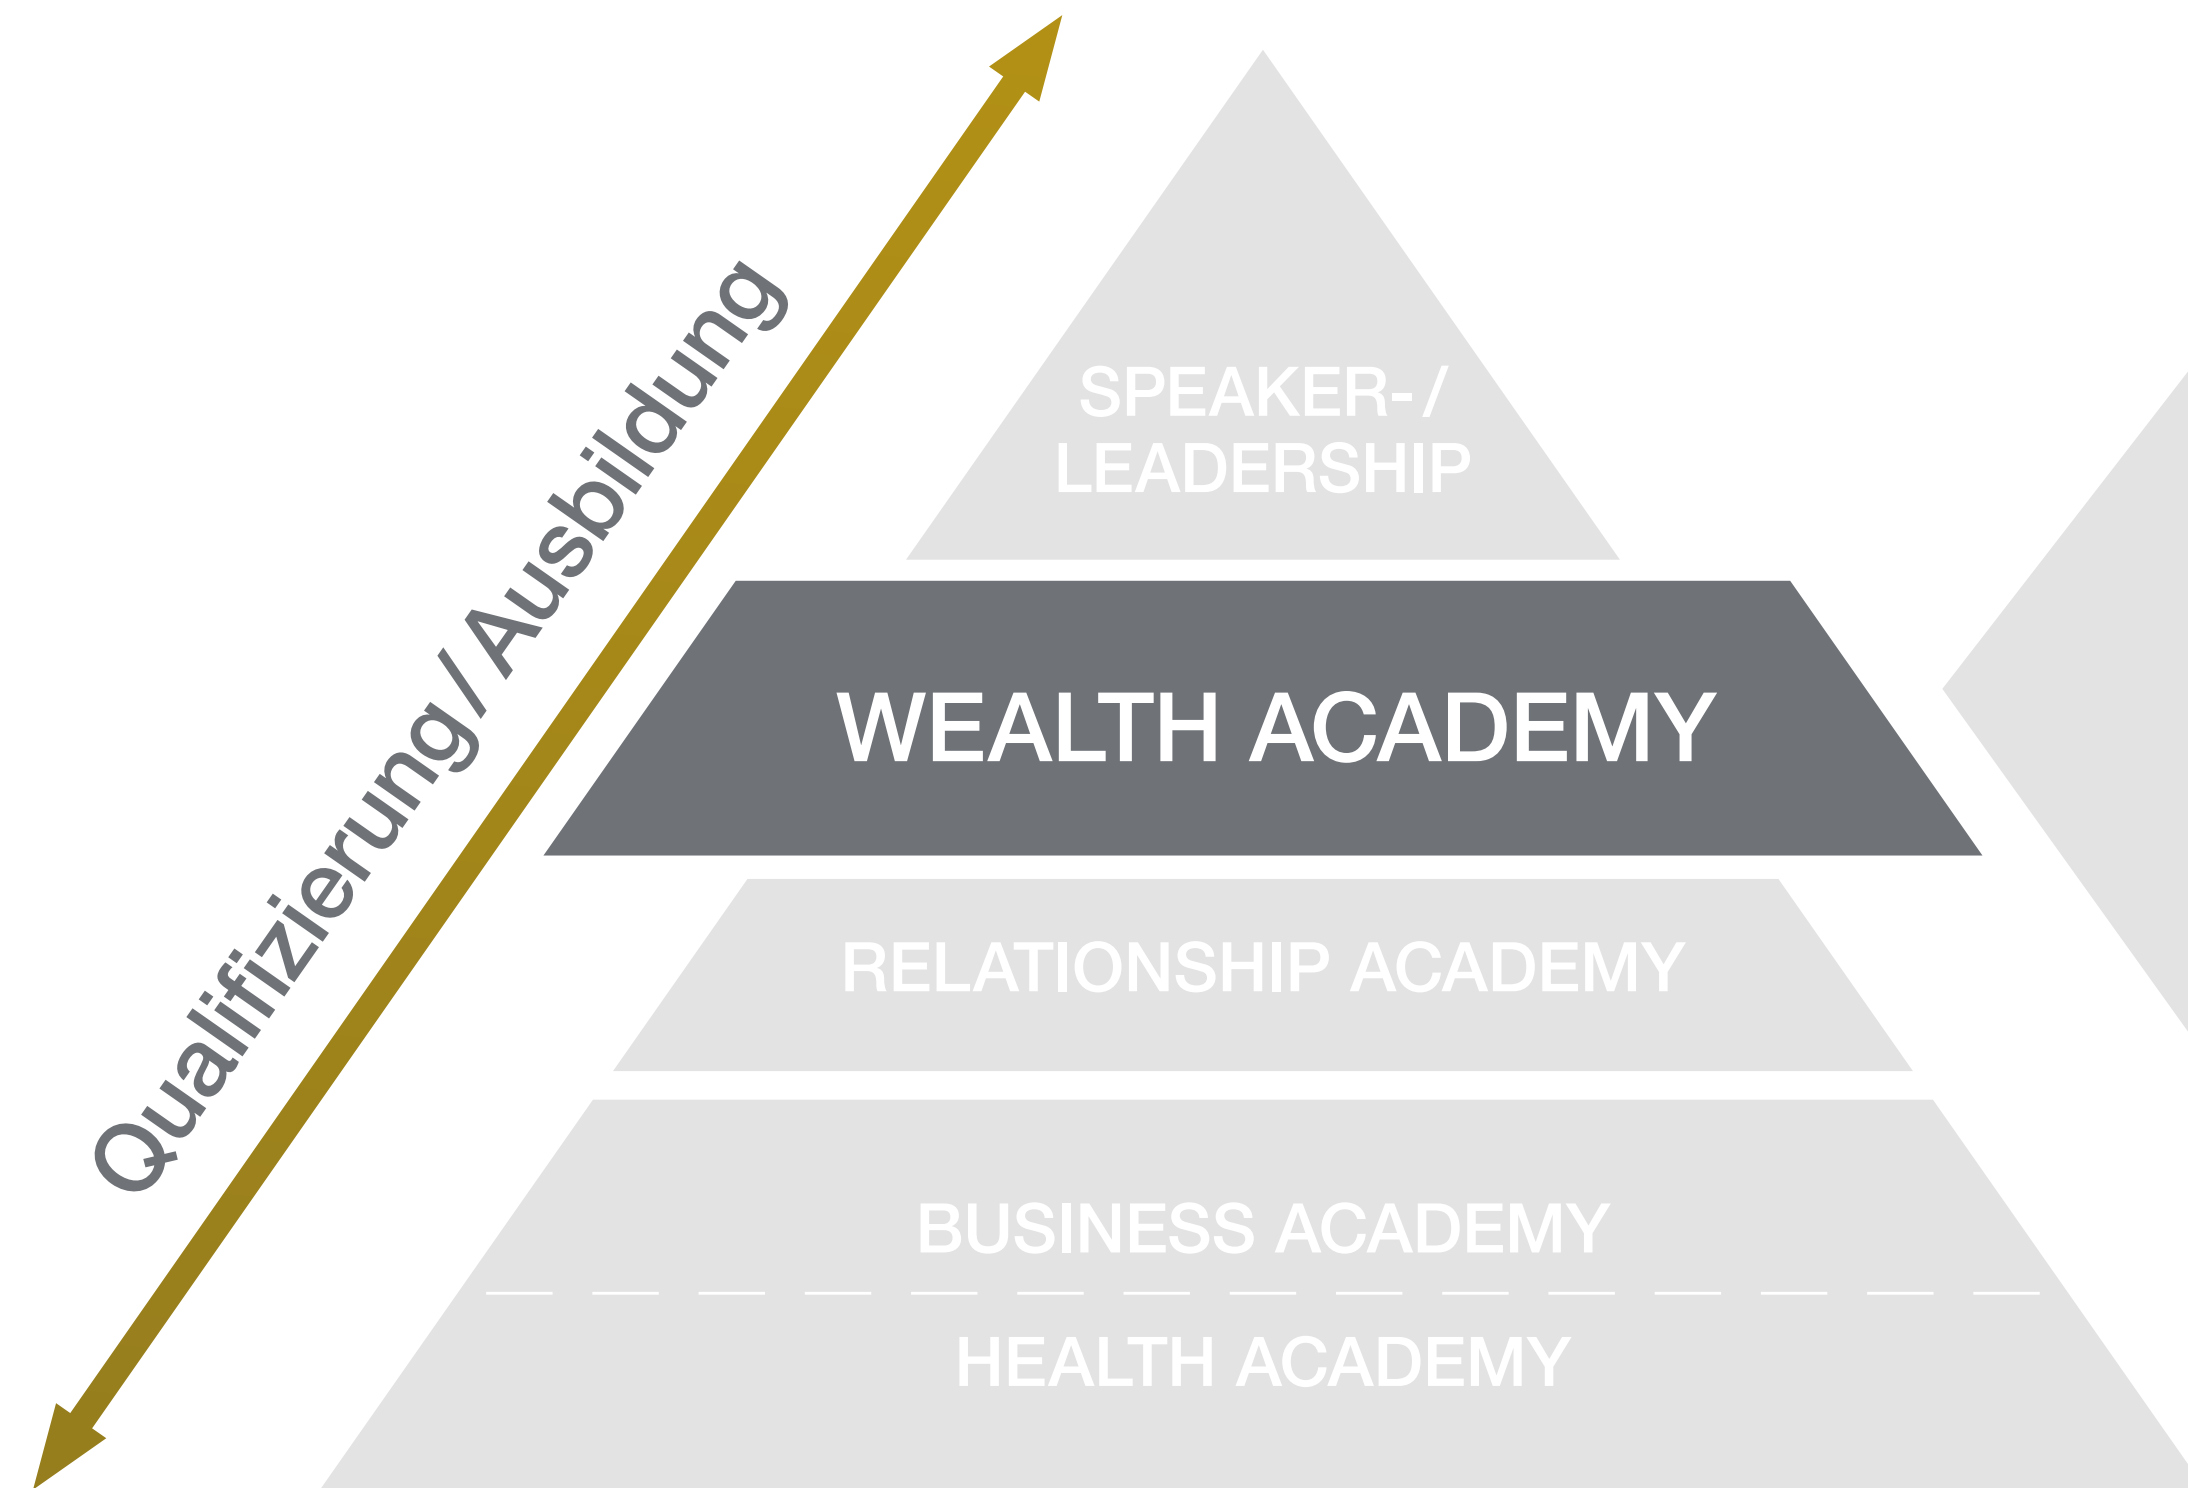 Qualifizierung/Ausbildung
SPEAKER- /
LEADERSHIP
WEALTH ACADEMY
RELATIONSHIP ACADEMY
BUSINESS ACADEMY
HEALTH ACADEMY